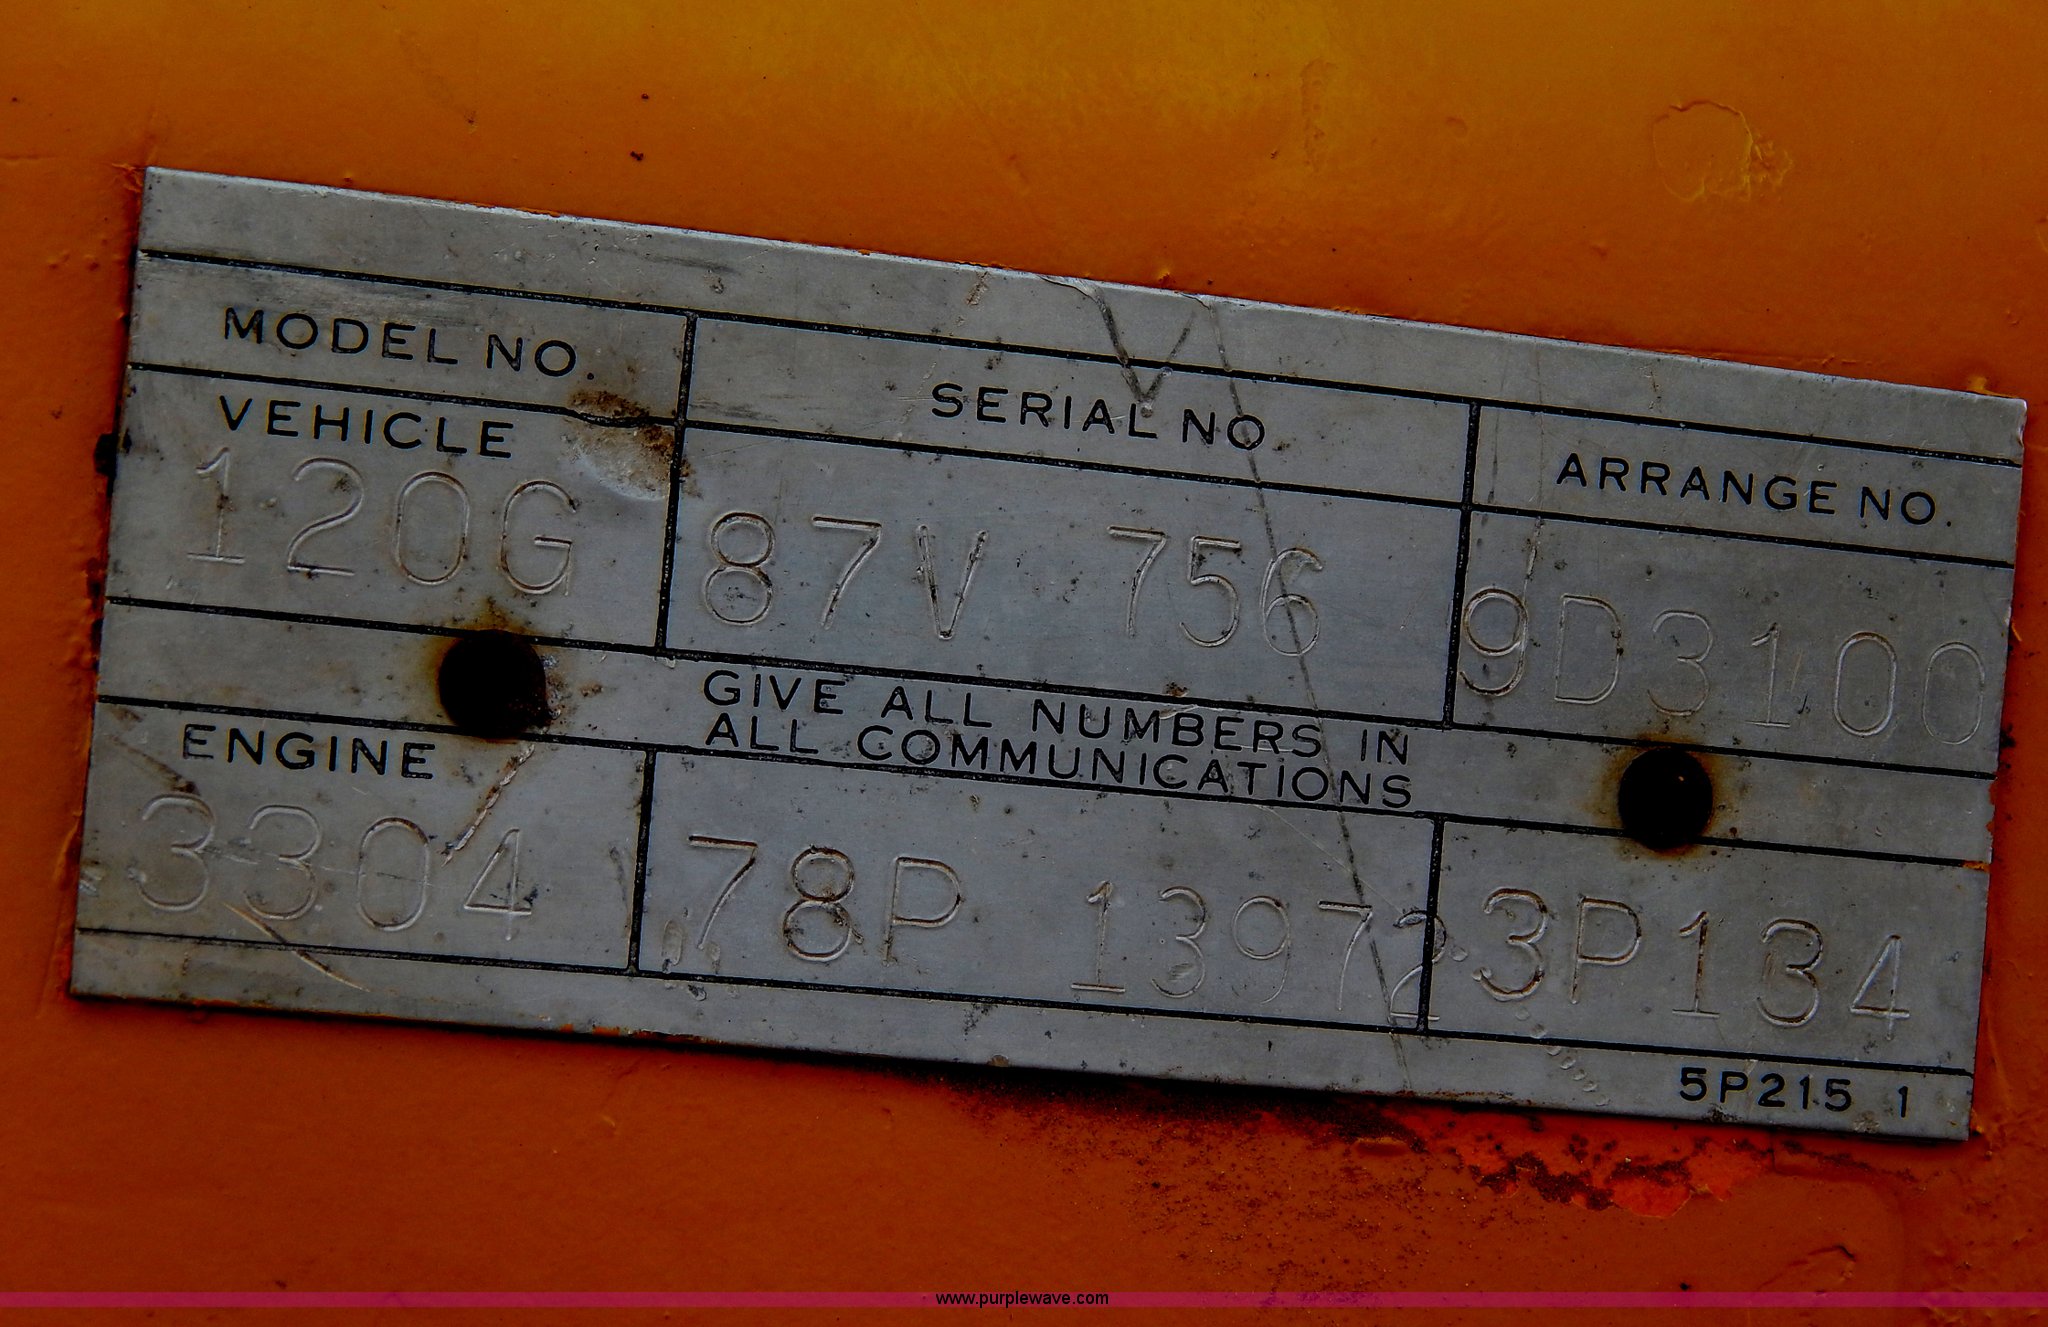 MODEL NO. SERIAL NO. ARRANGE NO.
VEHICLE
120G 87V 756 9D3100
GIVE ALL NUMBERS IN
ALL COMMUNICATIONS
ENGINE
3304 78P 13972 3P134
5P215 1
www.purplewave.com